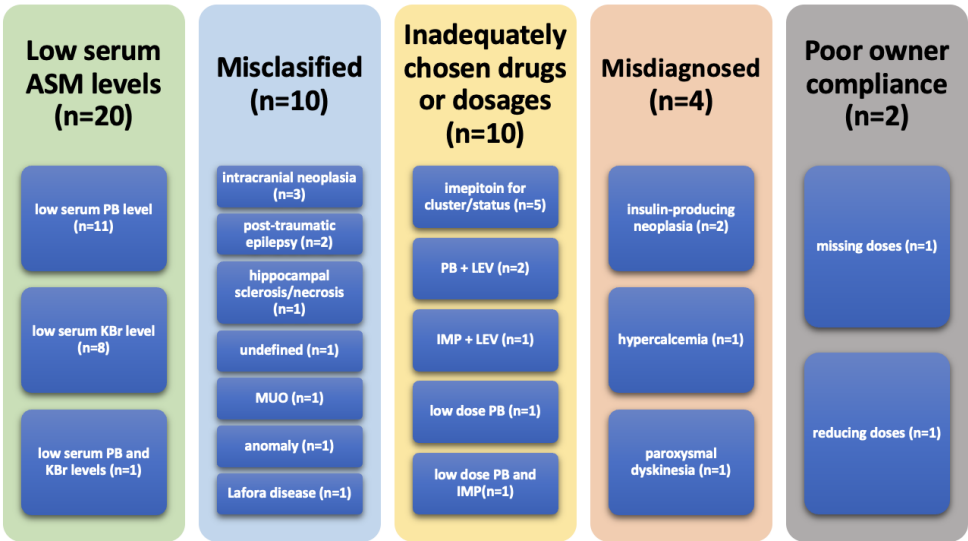 Low serum
ASM levels
(n=20)
low serum PB level
(n=11)
low serum KBr level
(n=8)
low serum PB and
KBr levels (n=1)
Misclasified
(n=10)
intracranial neoplasia
(n=3)
post-traumatic
epilepsy (n=2)
hippocampal
sclerosis/necrosis
(n=1)
undefined (n=1)
MUO (n=1)
anomaly (n=1)
Lafora disease (n=1)
Inadequately
chosen drugs
or dosages
(n=10)
imepitoin for
cluster/status (n=5)
PB + LEV (n=2)
IMP + LEV (n=1)
low dose PB (n=1)
low dose PB and
IMP(n=1)
Misdiagnosed
(n=4)
insulin-producing
neoplasia (n=2)
hypercalcemia (n=1)
paroxysmal
dyskinesia (n=1)
Poor owner
compliance
(n=2)
missing doses (n=1)
reducing doses (n=1)